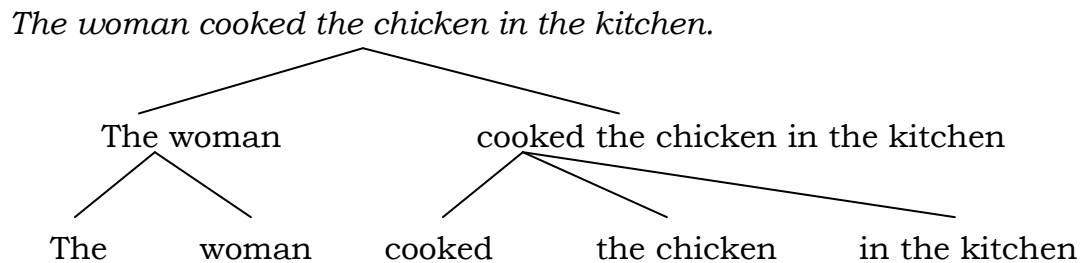 The woman cooked the chicken in the kitchen.
The woman cooked the chicken in the kitchen
The woman cooked the chicken in the kitchen